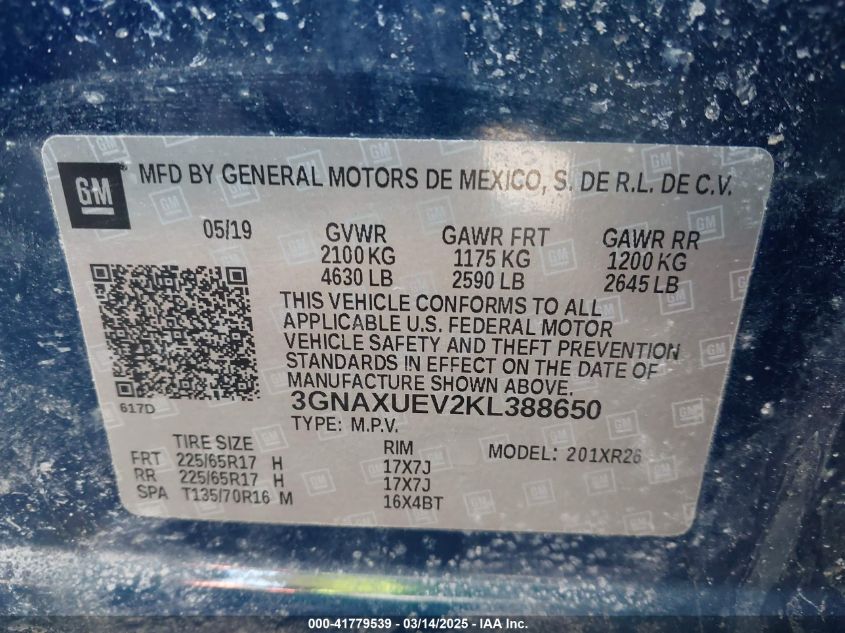 GM
MFD BY GENERAL MOTORS DE MEXICO, S. DE R.L. DE C.V.
05/19 GVWR GAWR FRT GAWR RR
2100 KG 1175 KG 1200 KG
4630 LB 2590 LB 2645 LB
THIS VEHICLE CONFORMS TO ALL
APPLICABLE U.S. FEDERAL MOTOR
VEHICLE SAFETY AND THEFT PREVENTION
STANDARDS IN EFFECT ON THE DATE OF
MANUFACTURE SHOWN ABOVE.
617D
3GNAXUEV2KL388650
TYPE: M.P.V.
TIRE SIZE RIM MODEL: 201XR26
FRT 225/65R17 H 17X7J
RR 225/65R17 H 17X7J
SPA T135/70R16 M 16X4BT
000-41779539 - 03/14/2025 - IAA Inc.